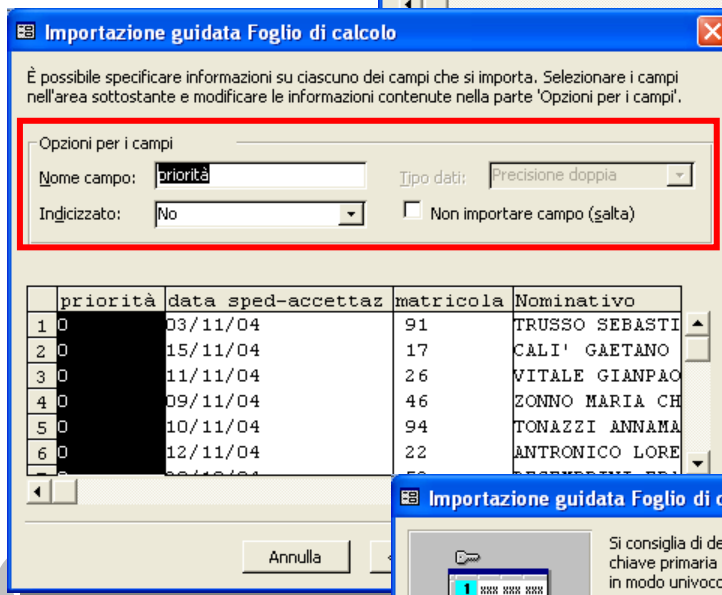 Importazione guidata Foglio di calcolo
È possibile specificare informazioni su ciascuno dei campi che si importa. Selezionare i campi
nell'area sottostante e modificare le informazioni contenute nella parte 'Opzioni per i campi'.
Opzioni per i campi
Nome campo: priorità Tipo dati: Precisione doppia
Indicizzato: No Non importare campo (salta)
priorità data sped-accettaz matricola Nominativo
1 0 03/11/04 91 TRUSSO SEBASTI
2 0 15/11/04 17 CALI' GAETANO
3 0 11/11/04 26 VITALE GIANPAO
4 0 09/11/04 46 ZONNO MARIA CH
5 0 10/11/04 94 TONAZZI ANNAMA
6 0 12/11/04 22 ANTRONICO LORE
Annulla <
Importazione guidata Foglio di
Si consiglia di de
chiave primaria
in modo univoco
1 xxx xxx xxx